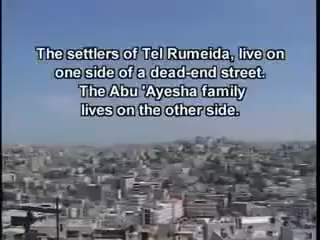 The settlers of Tel Rumeida, live on
one side of a dead-end street.
The Abu 'Ayesha family
lives on the other side.